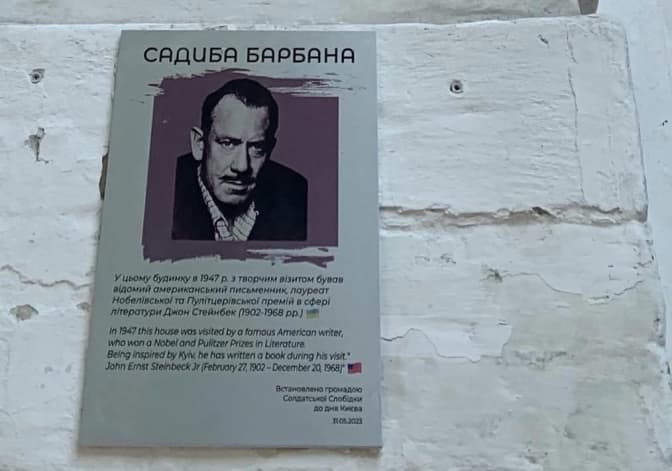 САДИБА БАРБАНА
У цьому будинку в 1947 р. з творчим візитом бував
відомий американський письменник, лауреат
Нобелівської та Пулітцерівської премій в сфері
літератури Джон Стейнбек (1902-1968 рр.)
In 1947 this house was visited by a famous American writer,
who won a Nobel and Pulitzer Prizes in Literature.
Being inspired by Kyiv, he has written a book during his visit."
John Ernst Steinbeck Jr (February 27, 1902 – December 20, 1968)"
Встановлено громадою
Солдатської Слобідки
до дня Києва
31.05.2023